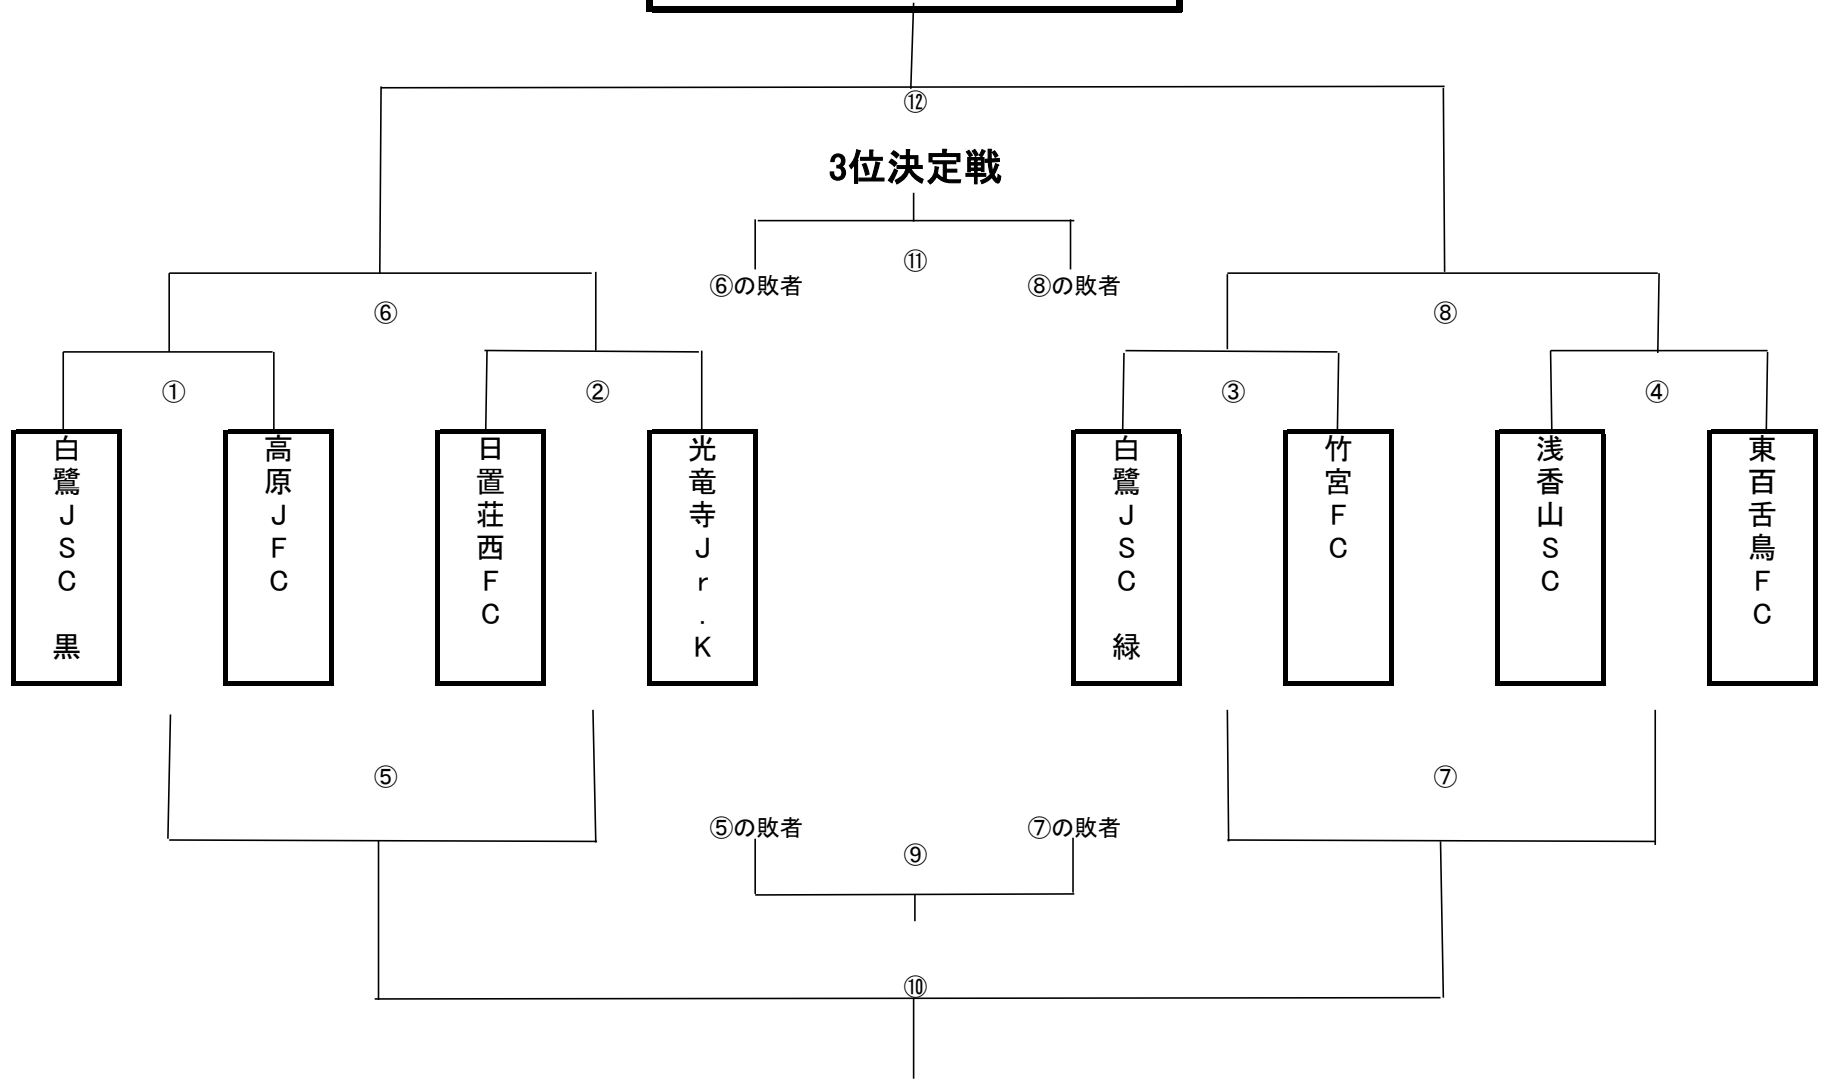 ⑫
3位決定戦
⑪
⑥の敗者
⑧の敗者
⑥
⑧
①
②
③
④
白鷺JSC 黒
高原JFC
日置荘西FC
光竜寺Jr.K
白鷺JSC 緑
竹宮FC
浅香山SC
東百舌鳥FC
⑤
⑦
⑤の敗者
⑦の敗者
⑨
⑩